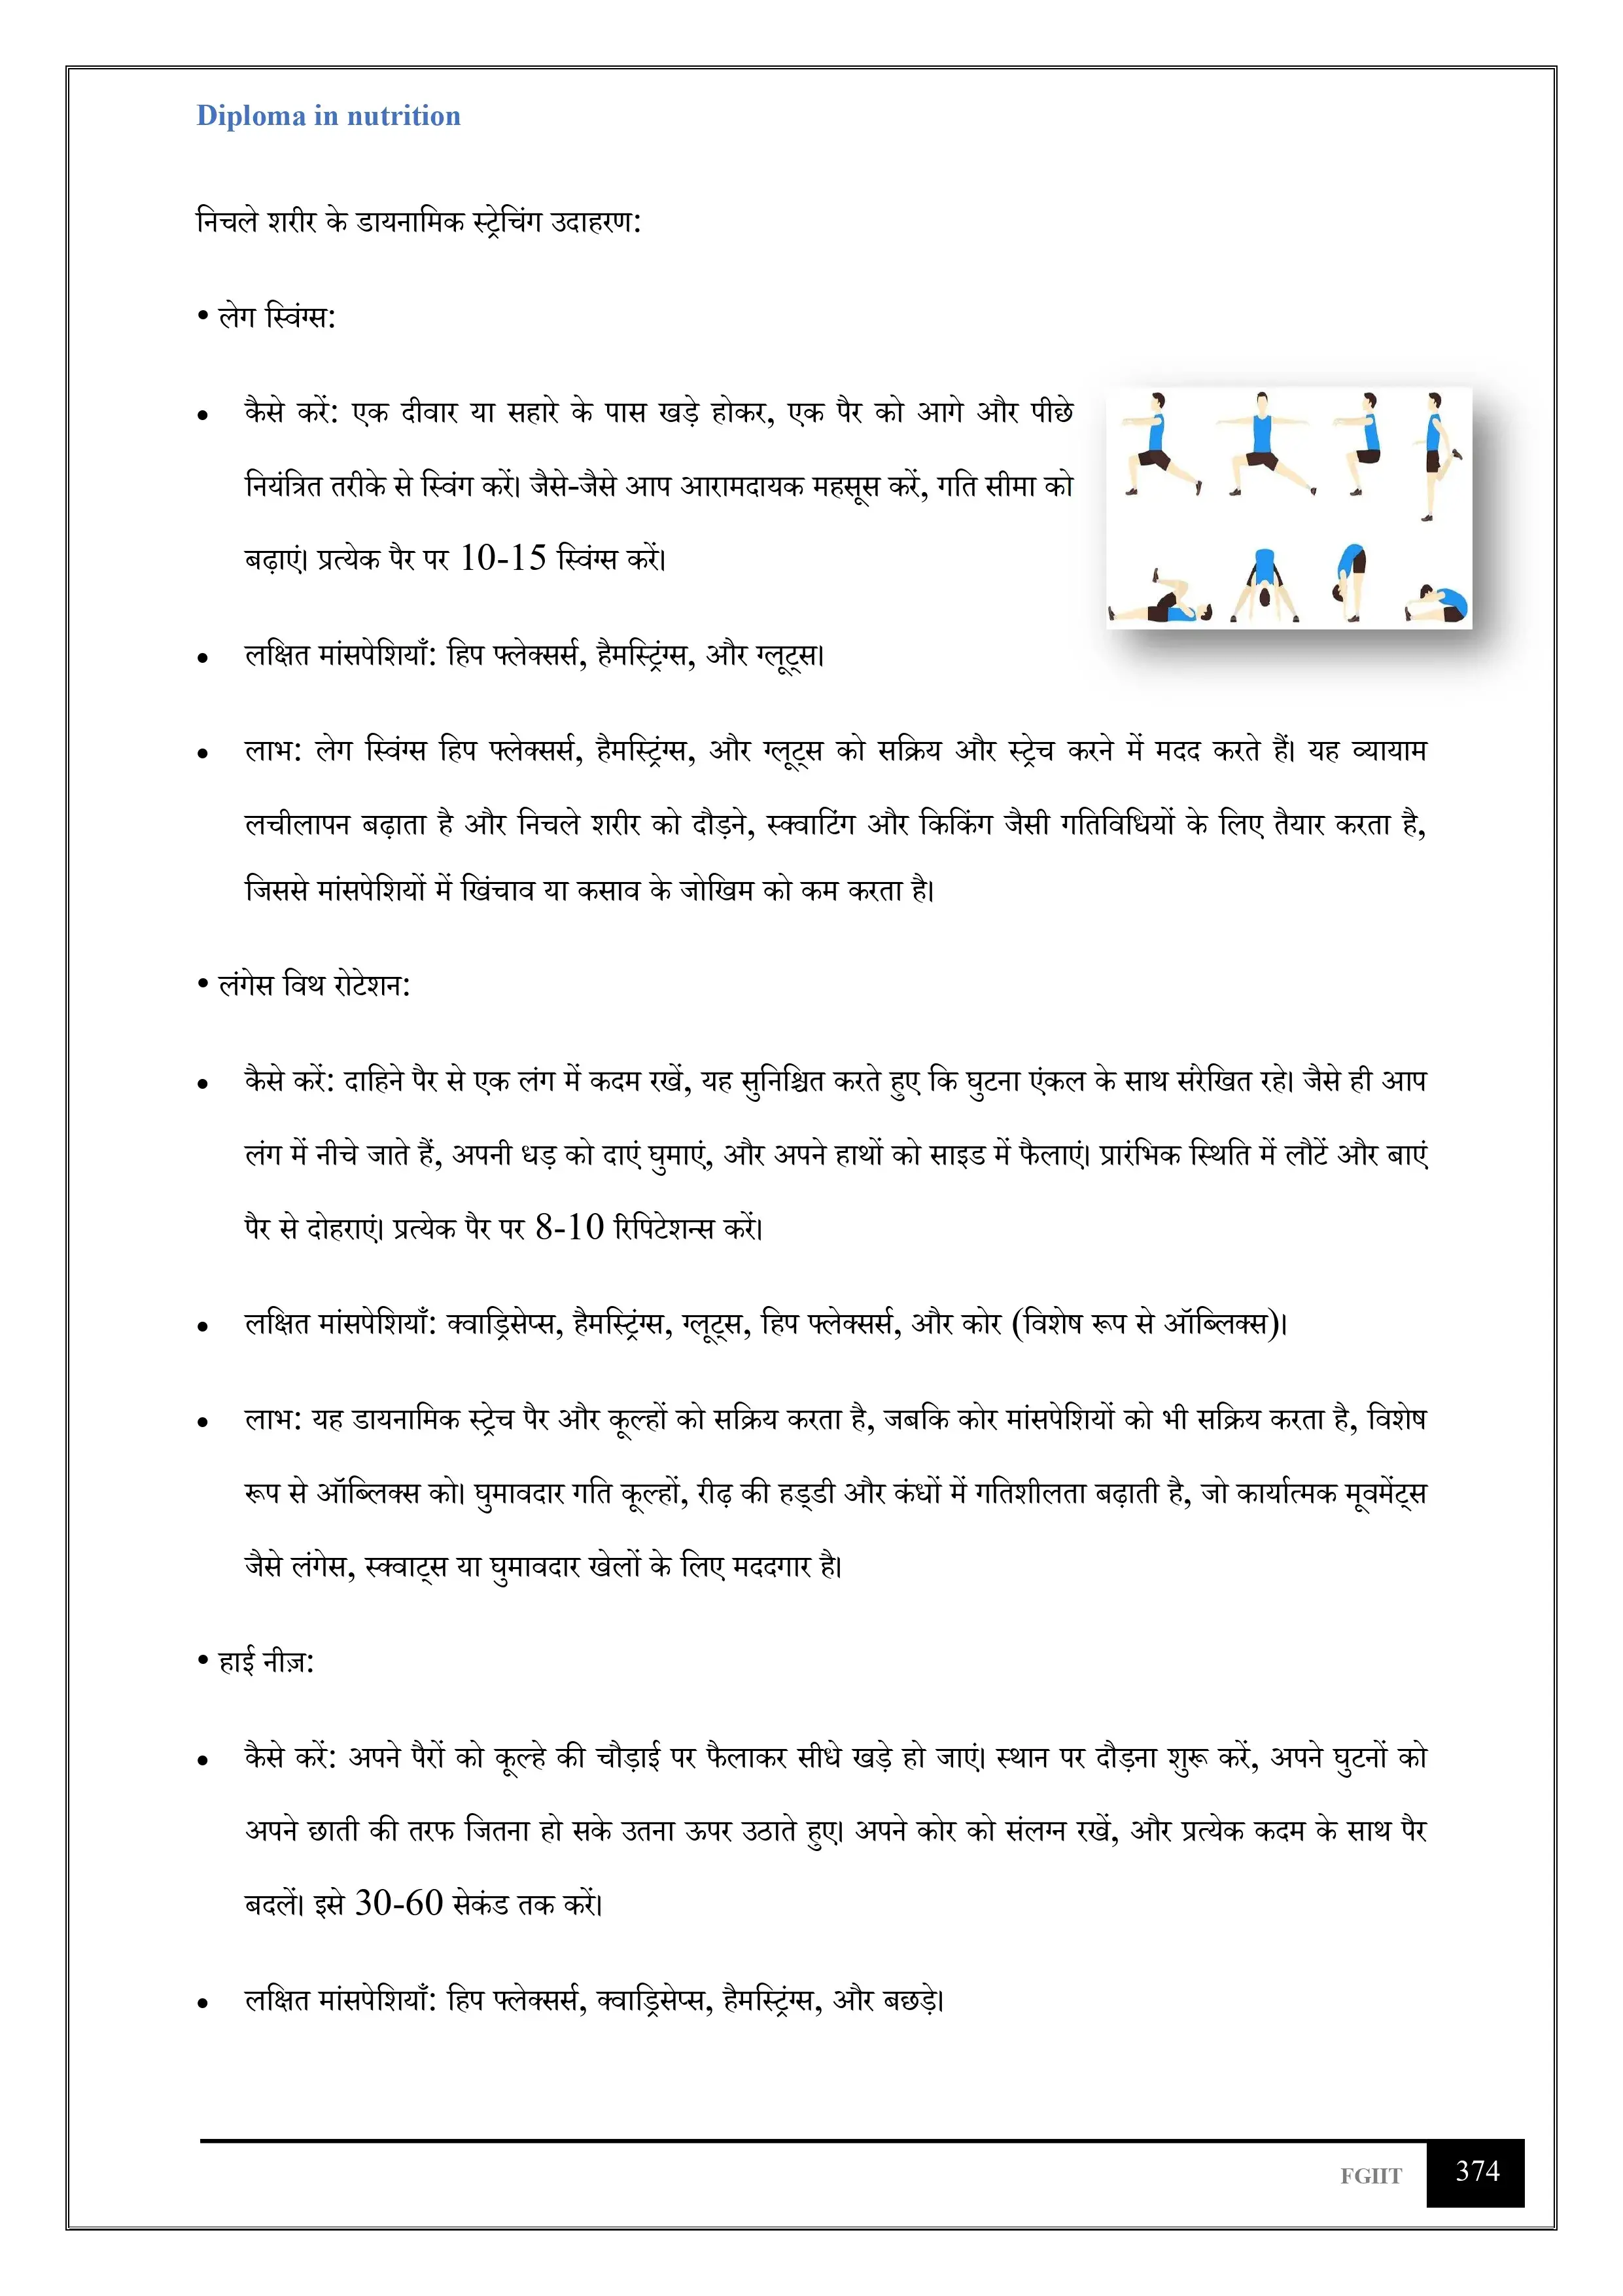 Diploma in nutrition
निचले शरीर के डायनामिक स्ट्रेचिंग उदाहरण:
• लेग स्विंग्स:
• कैसे करें: एक दीवार या सहारे के पास खड़े होकर, एक पैर को आगे और पीछे
नियंत्रित तरीके से स्विंग करें। जैसे-जैसे आप आरामदायक महसूस करें, गति सीमा को
बढ़ाएं। प्रत्येक पैर पर 10-15 स्विंग्स करें।
• लक्षित मांसपेशियाँ: हिप फ्लेक्सर्स, हैमस्ट्रिंग्स, और ग्लूट्स।
• लाभ: लेग स्विंग्स हिप फ्लेक्सर्स, हैमस्ट्रिंग्स, और ग्लूट्स को सक्रिय और स्ट्रेच करने में मदद करते हैं। यह व्यायाम
लचीलापन बढ़ाता है और निचले शरीर को दौड़ने, स्क्वाटिंग और किकिंग जैसी गतिविधियों के लिए तैयार करता है,
जिससे मांसपेशियों में खिंचाव या कसाव के जोखिम को कम करता है।
• लंगेस विथ रोटेशन:
• कैसे करें: दाहिने पैर से एक लंग में कदम रखें, यह सुनिश्चित करते हुए कि घुटना एंकल के साथ संरेखित रहे। जैसे ही आप
लंग में नीचे जाते हैं, अपनी धड़ को दाएं घुमाएं, और अपने हाथों को साइड में फैलाएं। प्रारंभिक स्थिति में लौटें और बाएं
पैर से दोहराएं। प्रत्येक पैर पर 8-10 रिपिटेशन्स करें।
• लक्षित मांसपेशियाँ: क्वाड्रिसेप्स, हैमस्ट्रिंग्स, ग्लूट्स, हिप फ्लेक्सर्स, और कोर (विशेष रूप से ऑब्लिक्स)।
• लाभ: यह डायनामिक स्ट्रेच पैर और कूल्हों को सक्रिय करता है, जबकि कोर मांसपेशियों को भी सक्रिय करता है, विशेष
रूप से ऑब्लिक्स को। घुमावदार गति कूल्हों, रीढ़ की हड्डी और कंधों में गतिशीलता बढ़ाती है, जो कार्यात्मक मूवमेंट्स
जैसे लंगेस, स्क्वाट्स या घुमावदार खेलों के लिए मददगार है।
• हाई नीज़:
• कैसे करें: अपने पैरों को कूल्हे की चौड़ाई पर फैलाकर सीधे खड़े हो जाएं। स्थान पर दौड़ना शुरू करें, अपने घुटनों को
अपने छाती की तरफ जितना हो सके उतना ऊपर उठाते हुए। अपने कोर को संलग्न रखें, और प्रत्येक कदम के साथ पैर
बदलें। इसे 30-60 सेकंड तक करें।
• लक्षित मांसपेशियाँ: हिप फ्लेक्सर्स, क्वाड्रिसेप्स, हैमस्ट्रिंग्स, और बछड़े।
FGIIT 374